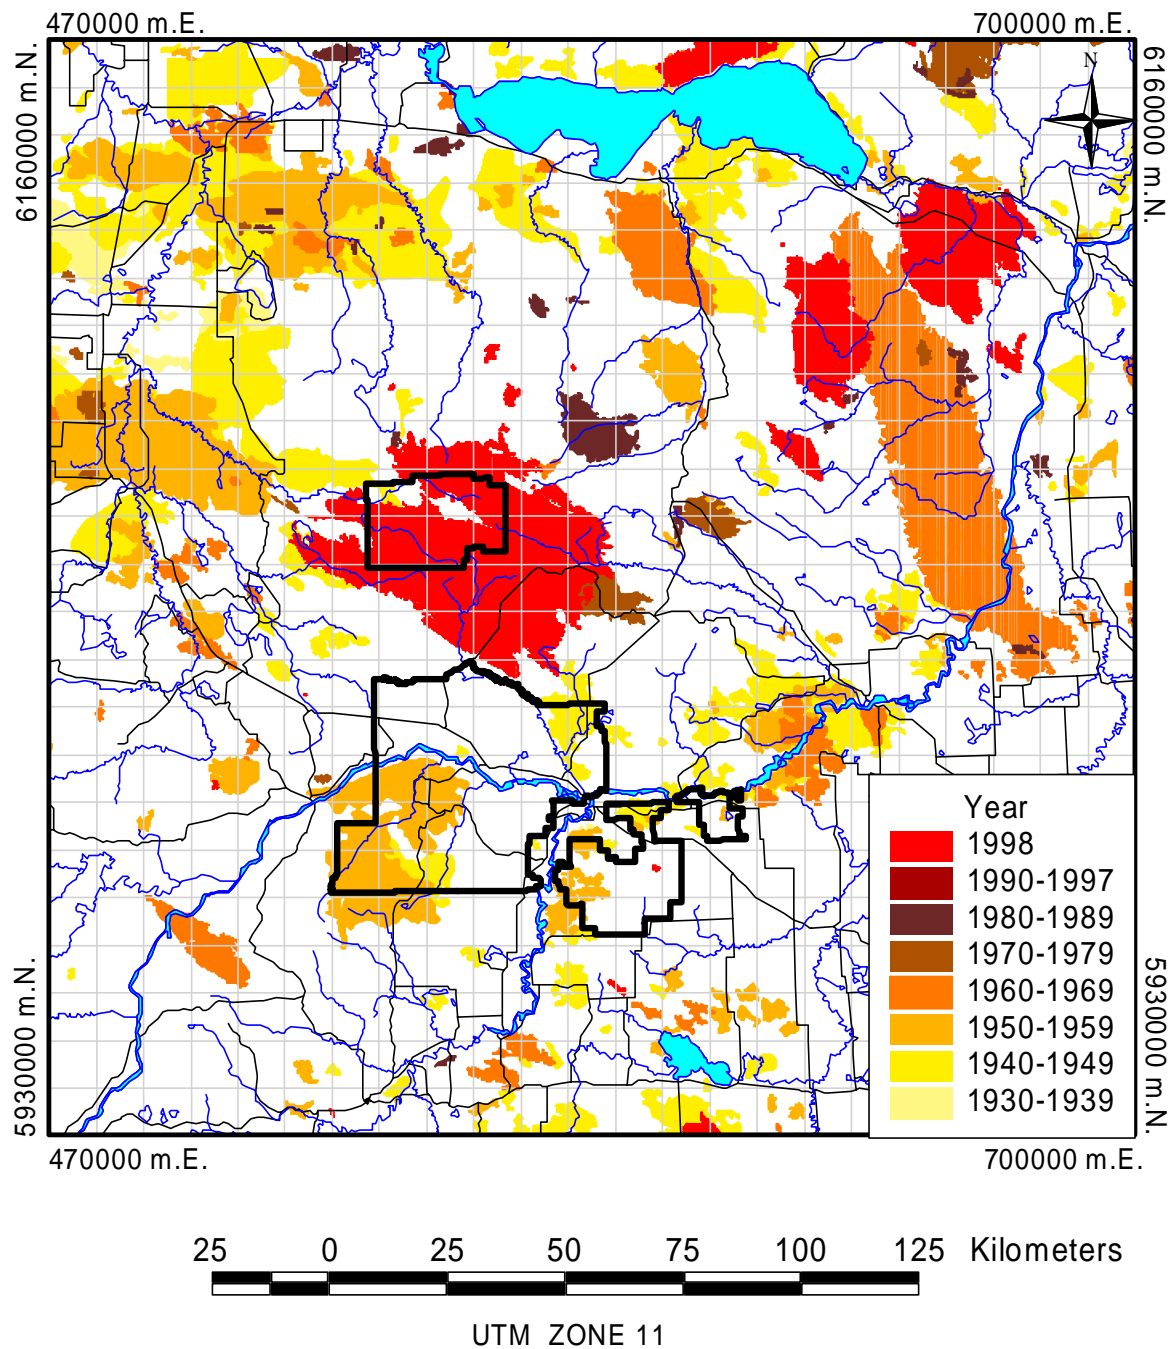 470000 m.E.
700000 m.E.
6160000 m.N.
6160000 m.N.
N
Year
1998
1990-1997
1980-1989
1970-1979
1960-1969
1950-1959
1940-1949
1930-1939
5930000 m.N.
5930000 m.N.
470000 m.E.
700000 m.E.
25 0 25 50 75 100 125 Kilometers
UTM ZONE 11